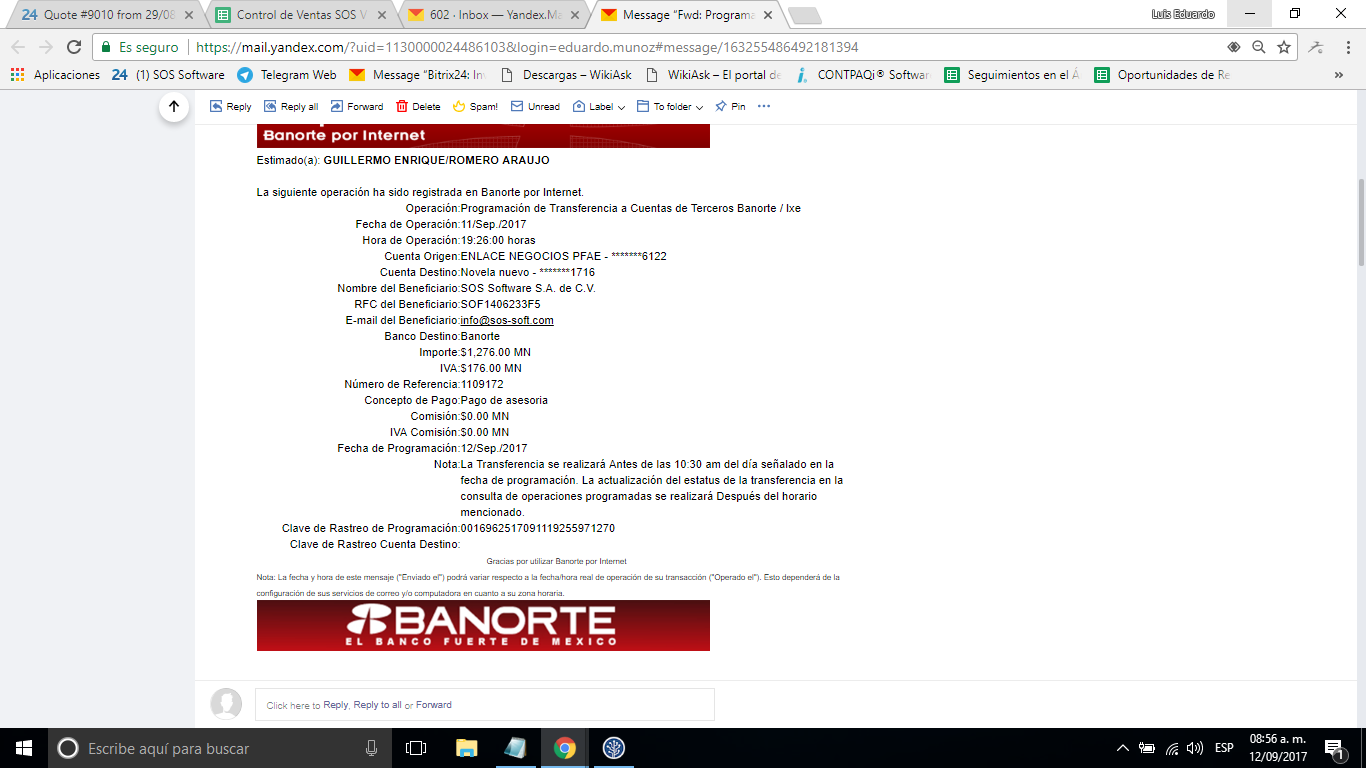 Quote #9010 from 29/08
Control de Ventas SOS V
602 · Inbox — Yandex.Ma
Message "Fwd: Programa
Luis Eduardo
Es seguro
https://mail.yandex.com/?uid=1130000024486103&login=eduardo.munoz#message/163255486492181394
Aplicaciones
24 (1) SOS Software
Telegram Web
Message "Bitrix24: Inv
Descargas – WikiAsk
WikiAsk – El portal de
CONTPAQi® Software
Seguimientos en el Á
Oportunidades de Re
»
Reply
Reply all
Forward
Delete
Spam!
Unread
Label
To folder
Pin
Banorte por Internet
Estimado(a): GUILLERMO ENRIQUE/ROMERO ARAUJO
La siguiente operación ha sido registrada en Banorte por Internet.
Operación:Programación de Transferencia a Cuentas de Terceros Banorte / Ixe
Fecha de Operación:11/Sep./2017
Hora de Operación:19:26:00 horas
Cuenta Origen:ENLACE NEGOCIOS PFAE - *******6122
Cuenta Destino:Novela nuevo - *******1716
Nombre del Beneficiario:SOS Software S.A. de C.V.
RFC del Beneficiario:SOF1406233F5
E-mail del Beneficiario:info@sos-soft.com
Banco Destino:Banorte
Importe:$1,276.00 MN
IVA:$176.00 MN
Número de Referencia:1109172
Concepto de Pago:Pago de asesoria
Comisión:$0.00 MN
IVA Comisión:$0.00 MN
Fecha de Programación:12/Sep./2017
Nota:La Transferencia se realizará Antes de las 10:30 am del día señalado en la
fecha de programación. La actualización del estatus de la transferencia en la
consulta de operaciones programadas se realizará Después del horario
mencionado.
Clave de Rastreo de Programación:0016962517091119255971270
Clave de Rastreo Cuenta Destino:
Gracias por utilizar Banorte por Internet
Nota: La fecha y hora de este mensaje ("Enviado el") podrá variar respecto a la fecha/hora real de operación de su transacción ("Operado el"). Esto dependerá de la
configuración de sus servicios de correo y/o computadora en cuanto a su zona horaria.
BANORTE
EL BANCO FUERTE DE MEXICO
Click here to Reply, Reply to all or Forward
Escribe aquí para buscar
ESP
08:56 a. m.
12/09/2017
1